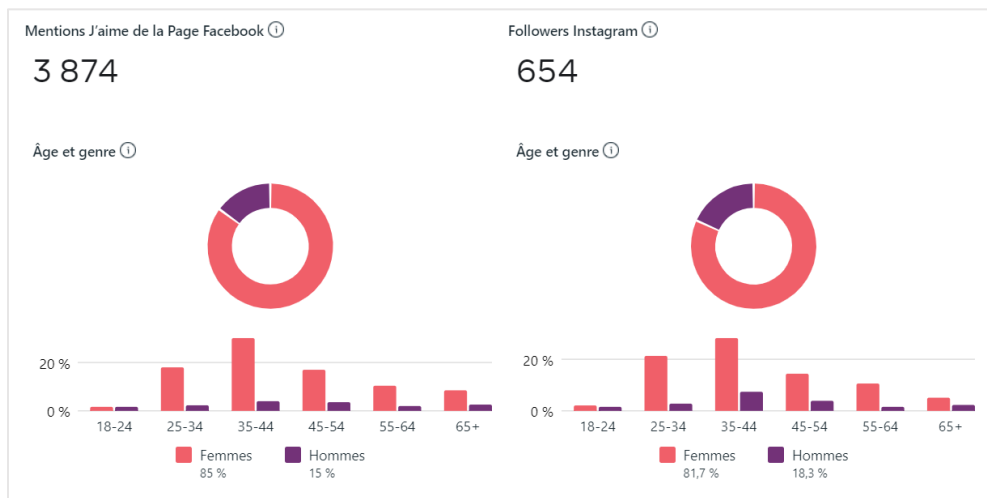 Mentions J'aime de la Page Facebook
3 874
Âge et genre
20 %
0 %
18-24 25-34 35-44 45-54 55-64 65+
Femmes Hommes
85 % 15 %
Followers Instagram
654
Âge et genre
20 %
0 %
18-24 25-34 35-44 45-54 55-64 65+
Femmes Hommes
81,7 % 18,3 %